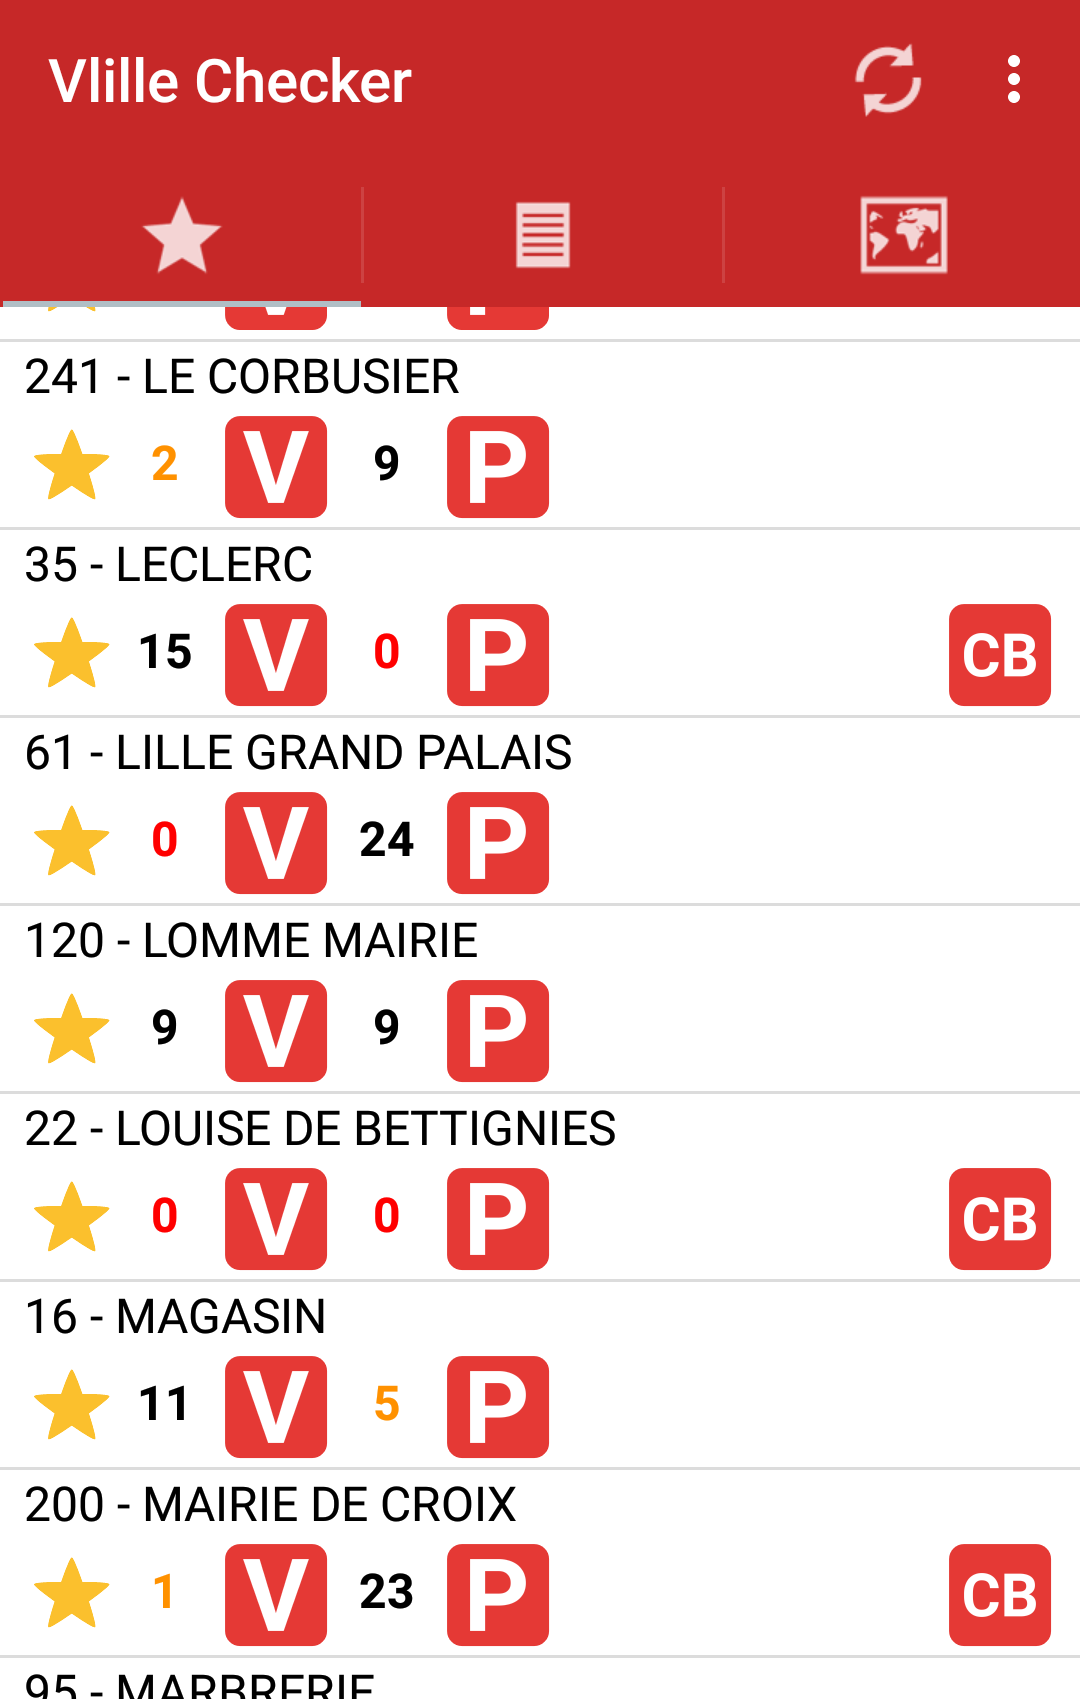 Vlille Checker
V P
241 - LE CORBUSIER
2 V 9 P
35 - LECLERC
15 V 0 P CB
61 - LILLE GRAND PALAIS
0 V 24 P
120 - LOMME MAIRIE
9 V 9 P
22 - LOUISE DE BETTIGNIES
0 V 0 P CB
16 - MAGASIN
11 V 5 P
200 - MAIRIE DE CROIX
1 V 23 P CB
95 - MARBRERIE